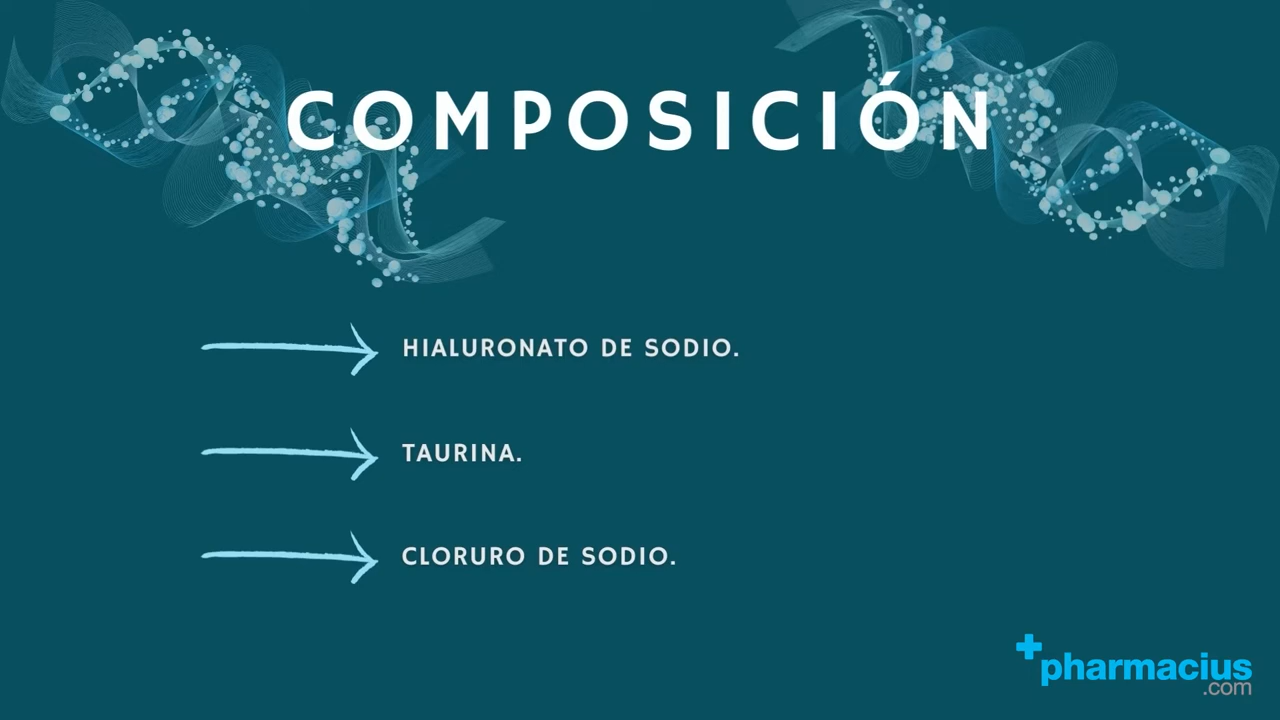 COMPOSICIÓN
HIALURONATO DE SODIO.
TAURINA.
CLORURO DE SODIO.
pharmacius
.com